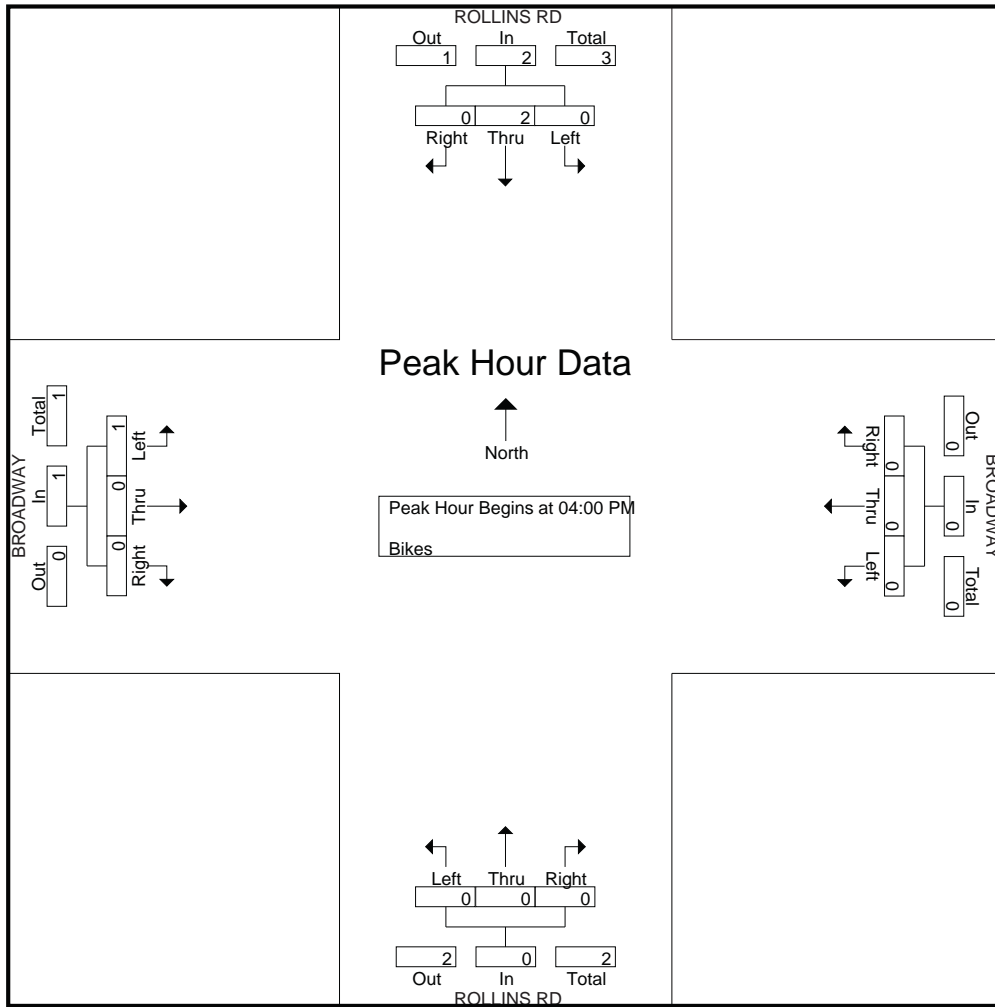 ROLLINS RD
Out In Total
1 2 3
0 2 0
Right Thru Left
Peak Hour Data
North
Peak Hour Begins at 04:00 PM
Bikes
BROADWAY
Out In Total
0 1 1
Right Thru Left
0 0 1
BROADWAY
Out In Total
0 0 0
Right Thru Left
0 0 0
Left Thru Right
0 0 0
2 0 2
Out In Total
ROLLINS RD